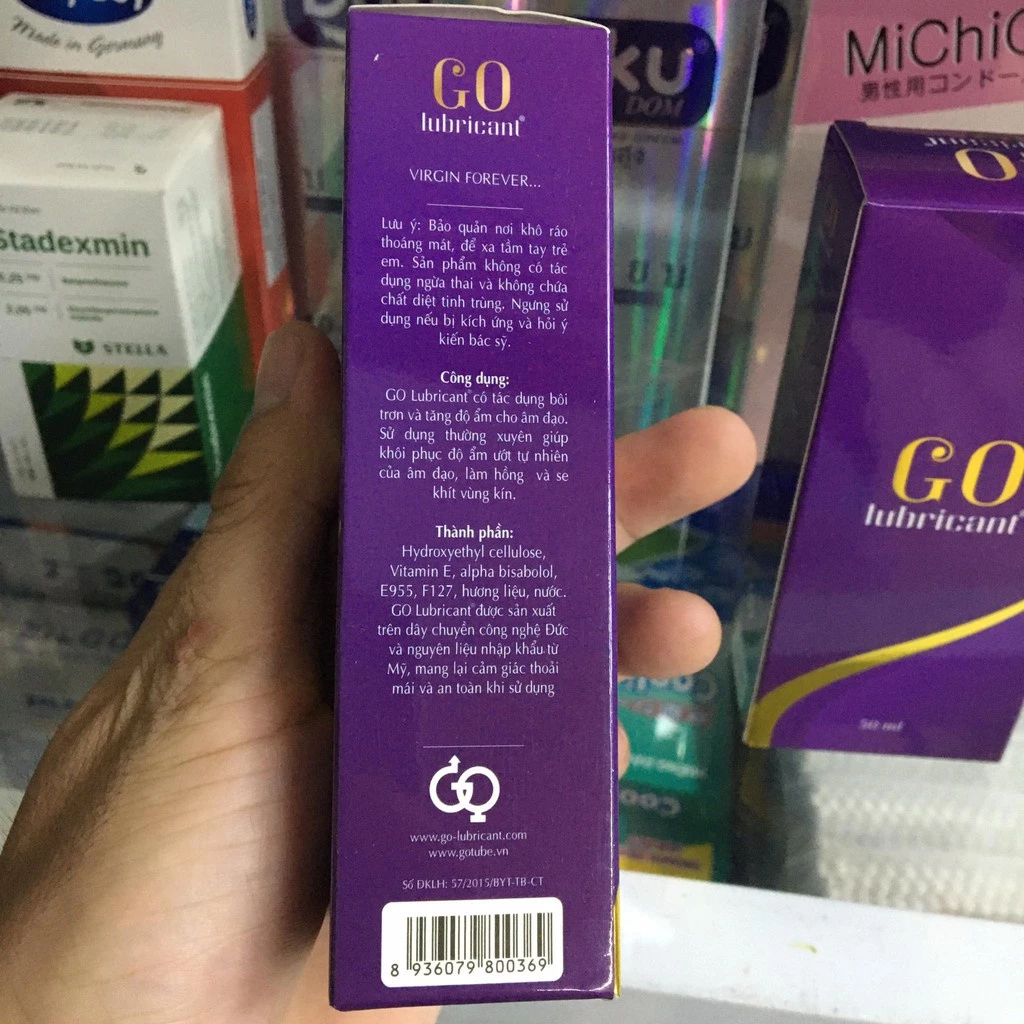 GO
lubricant®
VIRGIN FOREVER...
Lưu ý: Bảo quản nơi khô ráo
thoáng mát, để xa tầm tay trẻ
em. Sản phẩm không có tác
dụng ngừa thai và không chứa
chất diệt tinh trùng. Ngưng sử
dụng nếu bị kích ứng và hỏi ý
kiến bác sỹ.
Công dụng:
GO Lubricant® có tác dụng bôi
trơn và tăng độ ẩm cho âm đạo.
Sử dụng thường xuyên giúp
khôi phục độ ẩm ướt tự nhiên
của âm đạo, làm hồng và se
khít vùng kín.
Thành phần:
Hydroxyethyl cellulose,
Vitamin E, alpha bisabolol,
E955, F127, hương liệu, nước.
GO Lubricant® được sản xuất
trên dây chuyền công nghệ Đức
và nguyên liệu nhập khẩu từ
Mỹ, mang lại cảm giác thoải
mái và an toàn khi sử dụng
www.go-lubricant.com
www.gotube.vn
Số ĐKLH: 57/2015/BYT-TB-CT
8 936079 800369
Made in Germany
Stadexmin
STELLA
KU
DOM
MiChiO
男性用コンドー
GO
lubricant®
50 ml